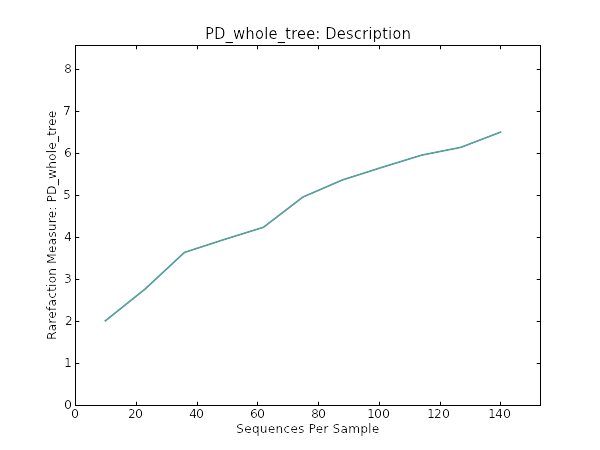 PD_whole_tree: Description
8
7
6
5
4
3
2
1
0
Rarefaction Measure: PD_whole_tree
0 20 40 60 80 100 120 140
Sequences Per Sample